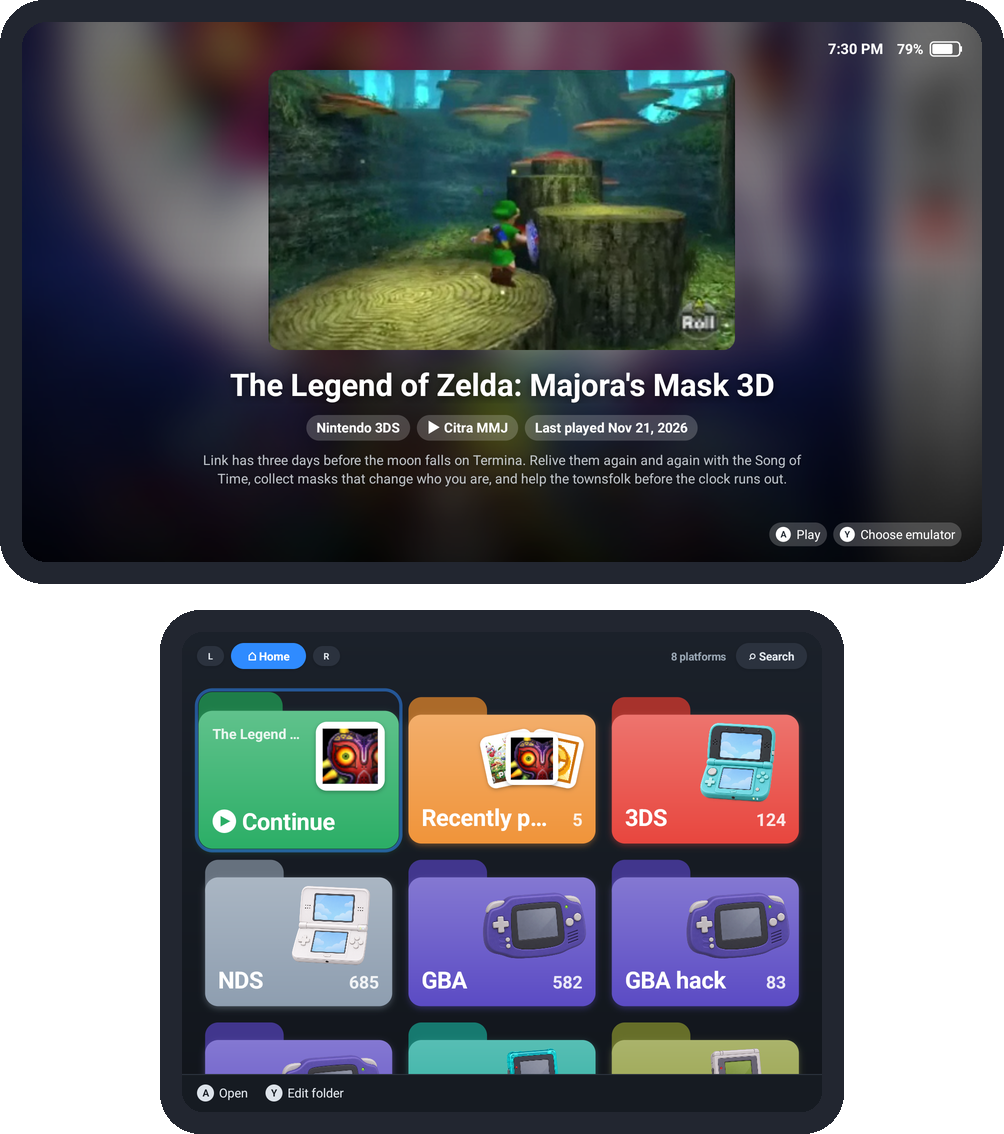 7:30 PM 79%
Roll
The Legend of Zelda: Majora's Mask 3D
Nintendo 3DS Citra MMJ Last played Nov 21, 2026
Link has three days before the moon falls on Termina. Relive them again and again with the Song of
Time, collect masks that change who you are, and help the townsfolk before the clock runs out.
A Play Y Choose emulator
L Home R 8 platforms Search
The Legend ...
Continue
Recently p... 5
3DS 124
NDS 685
GBA 582
GBA hack 83
A Open Y Edit folder